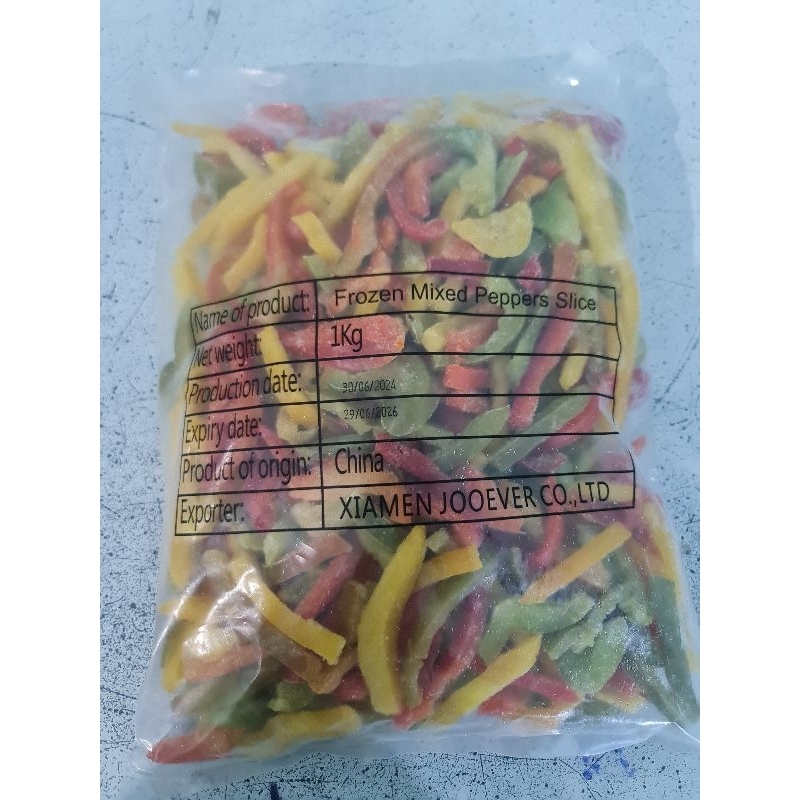 Name of product: Frozen Mixed Peppers Slice
Net weight: 1Kg
Production date: 30/06/2024
Expiry date: 29/06/2026
Product of origin: China
Exporter: XIAMEN JOOEVER CO.,LTD